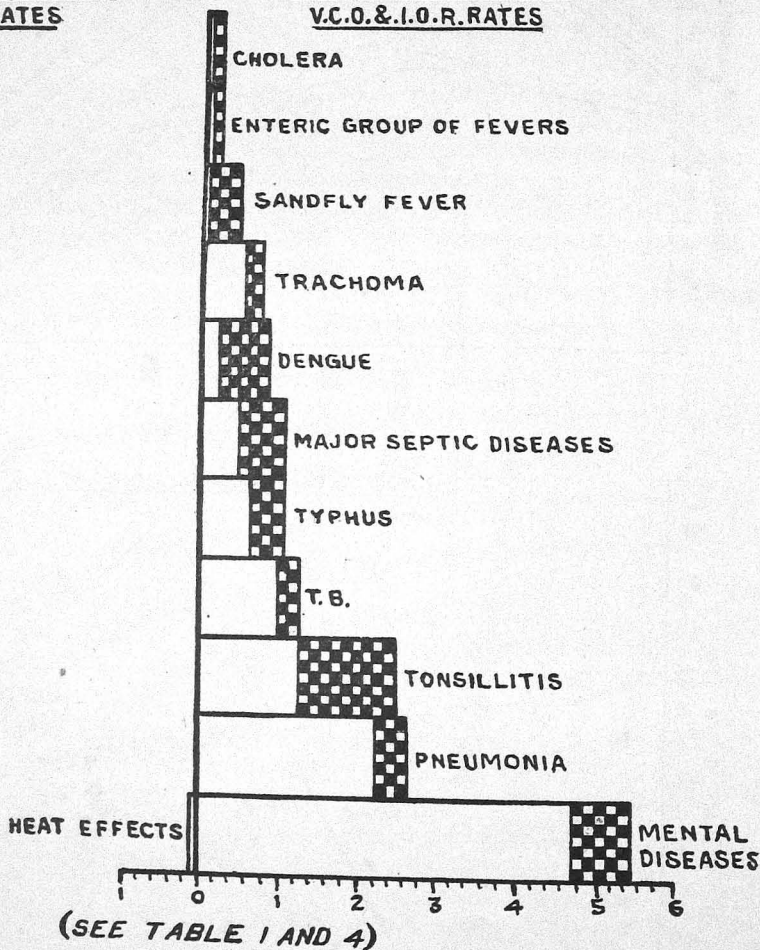 ATES
V.C.O.&.I.O.R. RATES
CHOLERA
ENTERIC GROUP OF FEVERS
SANDFLY FEVER
TRACHOMA
DENGUE
MAJOR SEPTIC DISEASES
TYPHUS
T.B.
TONSILLITIS
PNEUMONIA
HEAT EFFECTS
MENTAL
DISEASES
1 0 1 2 3 4 5 6
(SEE TABLE 1 AND 4)